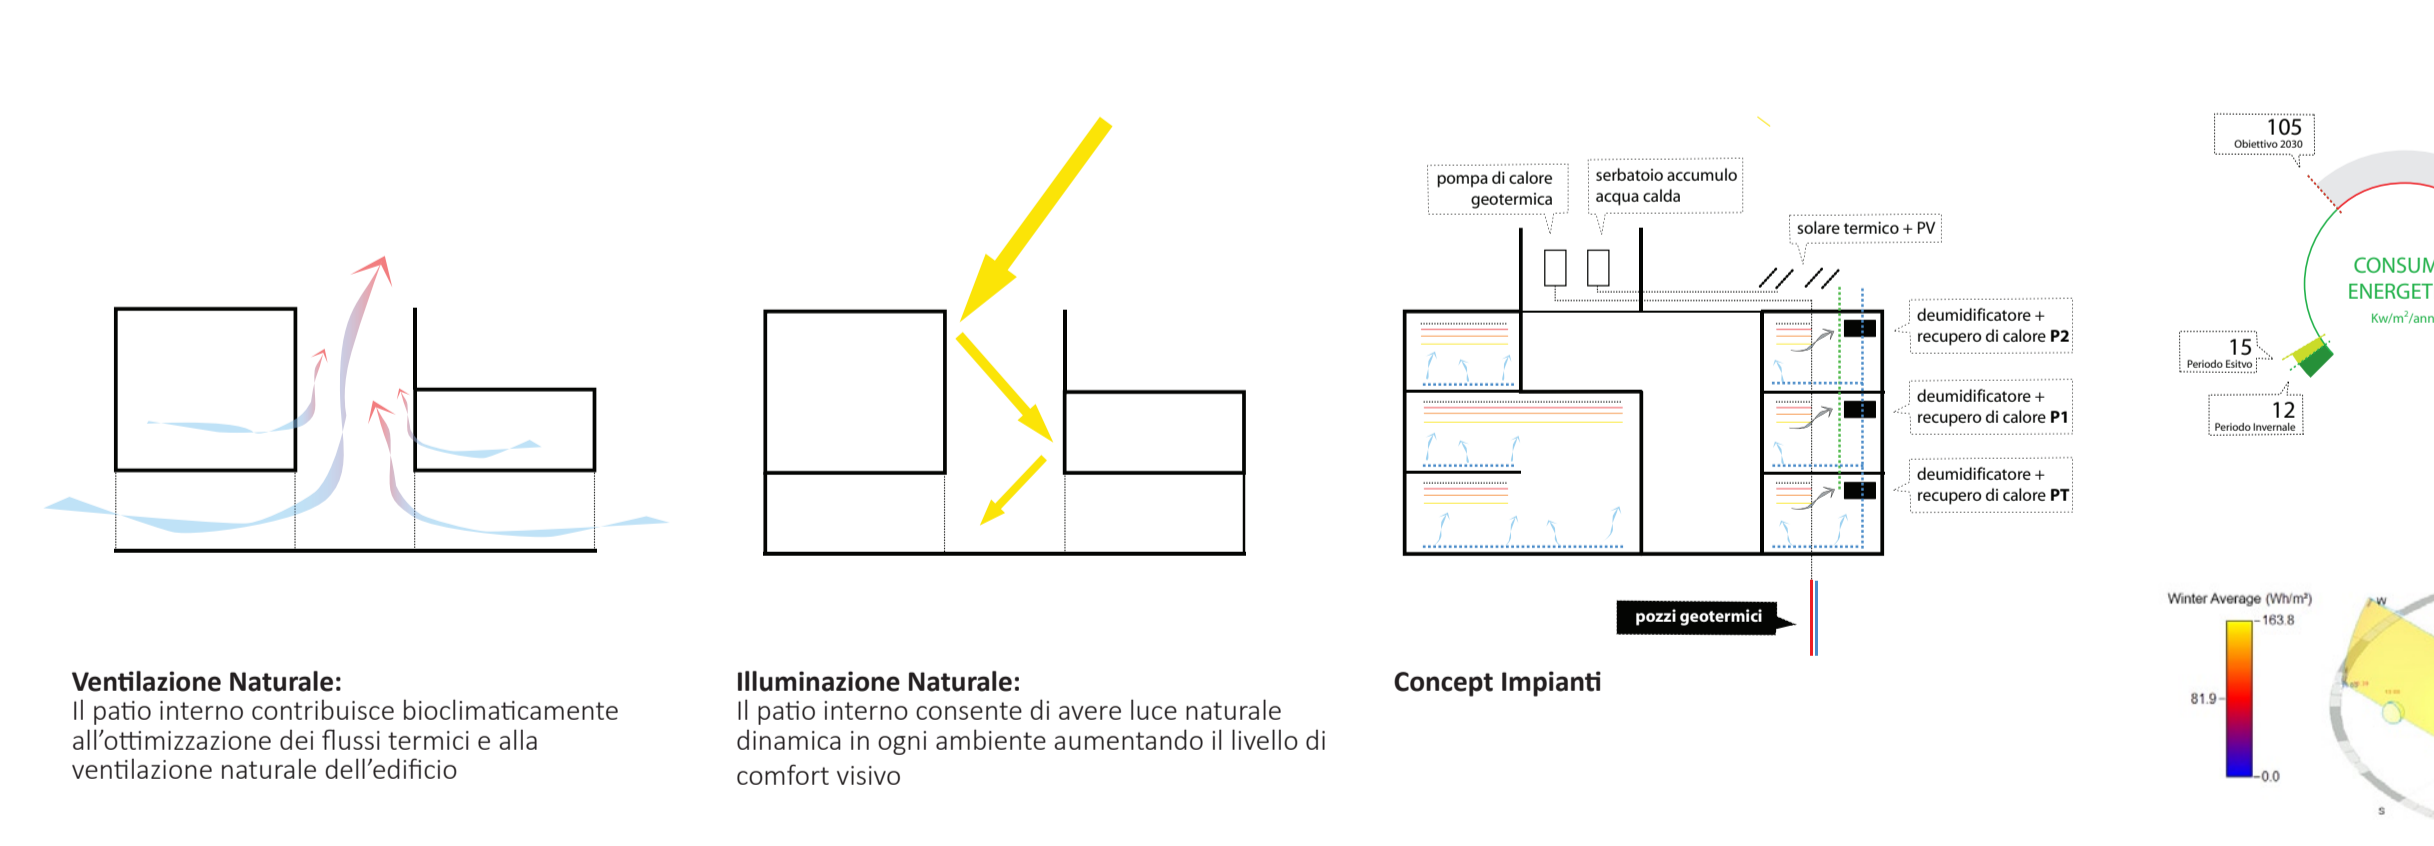 Ventilazione Naturale:
Il patio interno contribuisce bioclimaticamente
all'ottimizzazione dei flussi termici e alla
ventilazione naturale dell'edificio
Illuminazione Naturale:
Il patio interno consente di avere luce naturale
dinamica in ogni ambiente aumentando il livello di
comfort visivo
pompa di calore
geotermica
serbatoio accumulo
acqua calda
solare termico + PV
deumidificatore +
recupero di calore P2
deumidificatore +
recupero di calore P1
deumidificatore +
recupero di calore PT
pozzi geotermici
Concept Impianti
105
Obiettivo 2030
CONSUM
ENERGET
Kw/m²/ann
15
Periodo Esitvo
12
Periodo Invernale
Winter Average (Wh/m²)
163.8
81.9
0.0
W
S